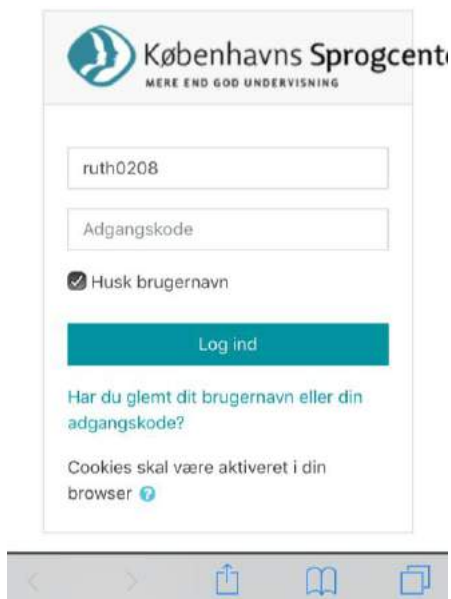 Københavns Sprogcente
MERE END GOD UNDERVISNING
ruth0208
Adgangskode
Husk brugernavn
Log ind
Har du glemt dit brugernavn eller din
adgangskode?
Cookies skal være aktiveret i din
browser ?